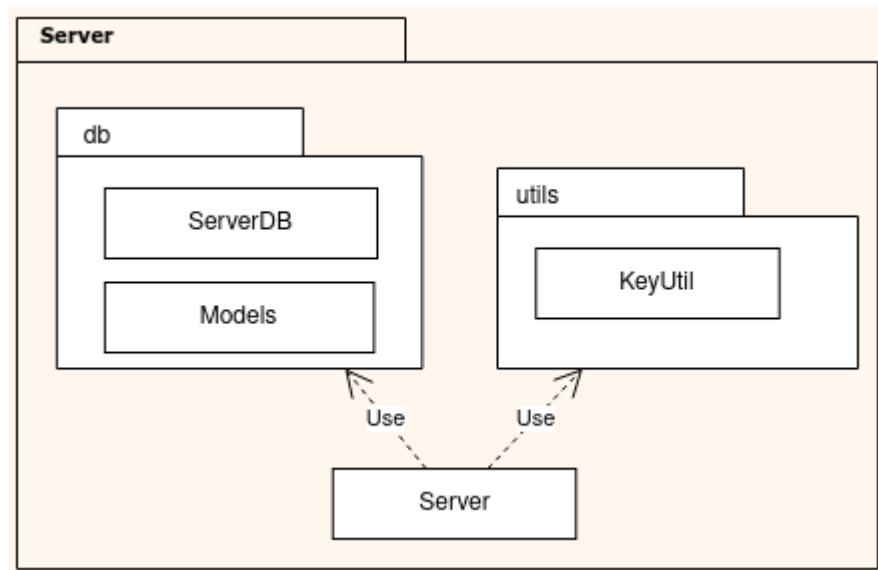 Server
db
ServerDB
Models
utils
KeyUtil
Use
Use
Server